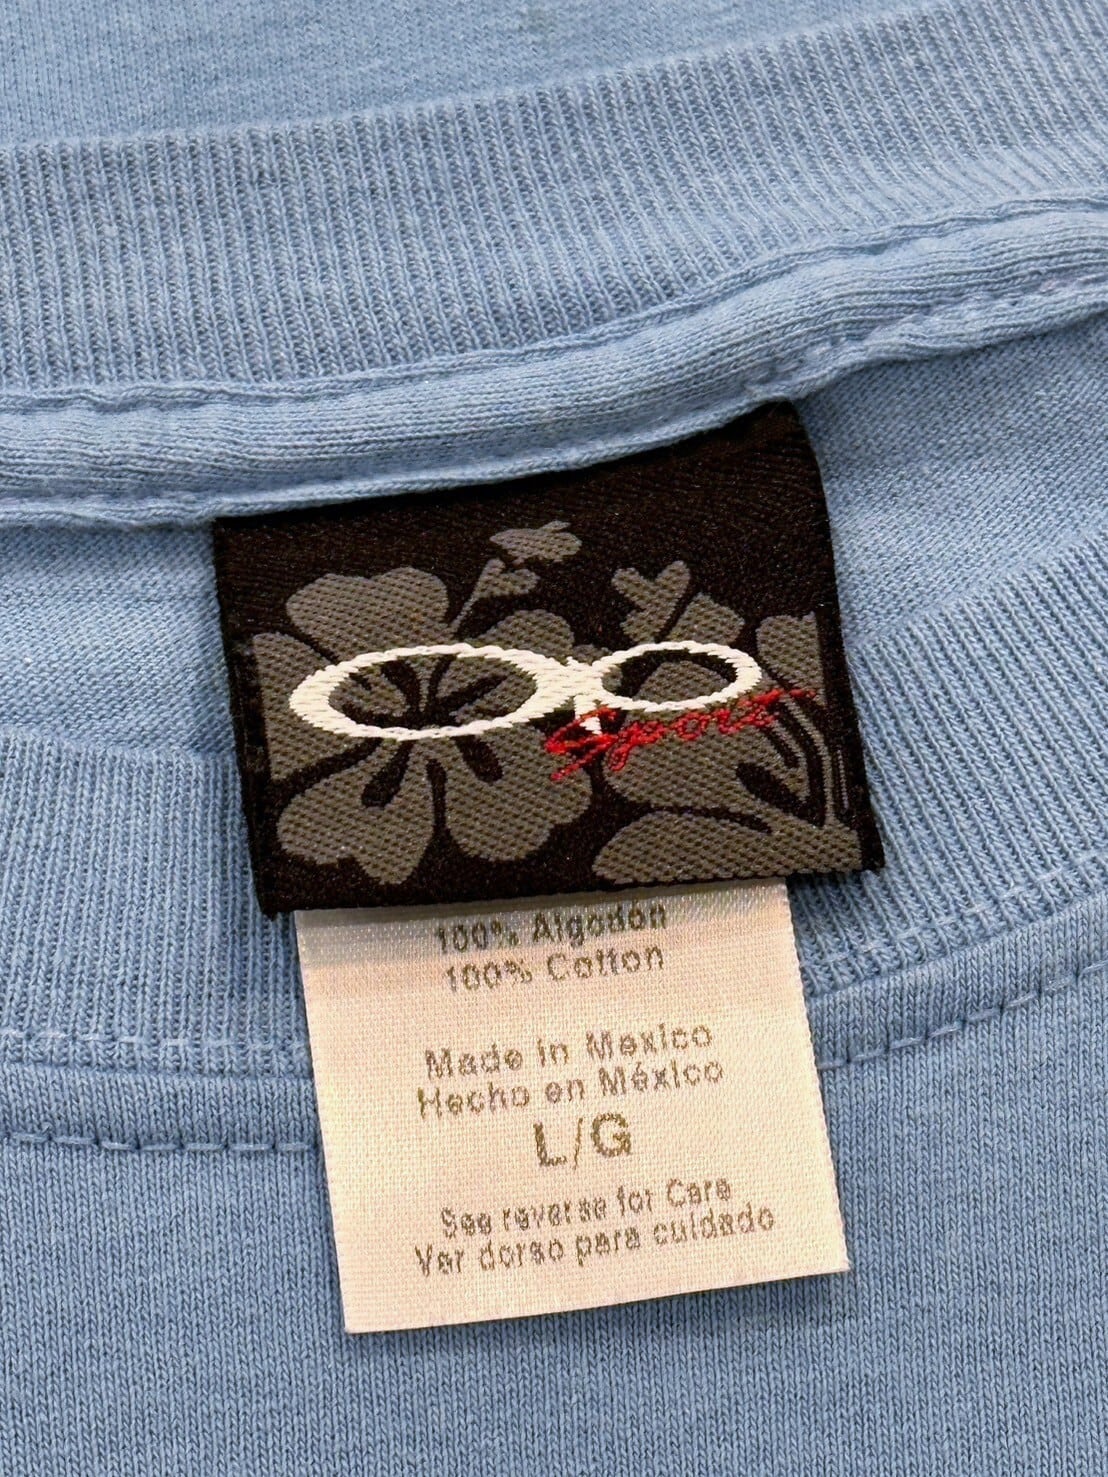 Sport
100% Algodón
100% Cotton
Made in Mexico
Hecho en México
L/G
See reverse for Care
Ver dorso para cuidado